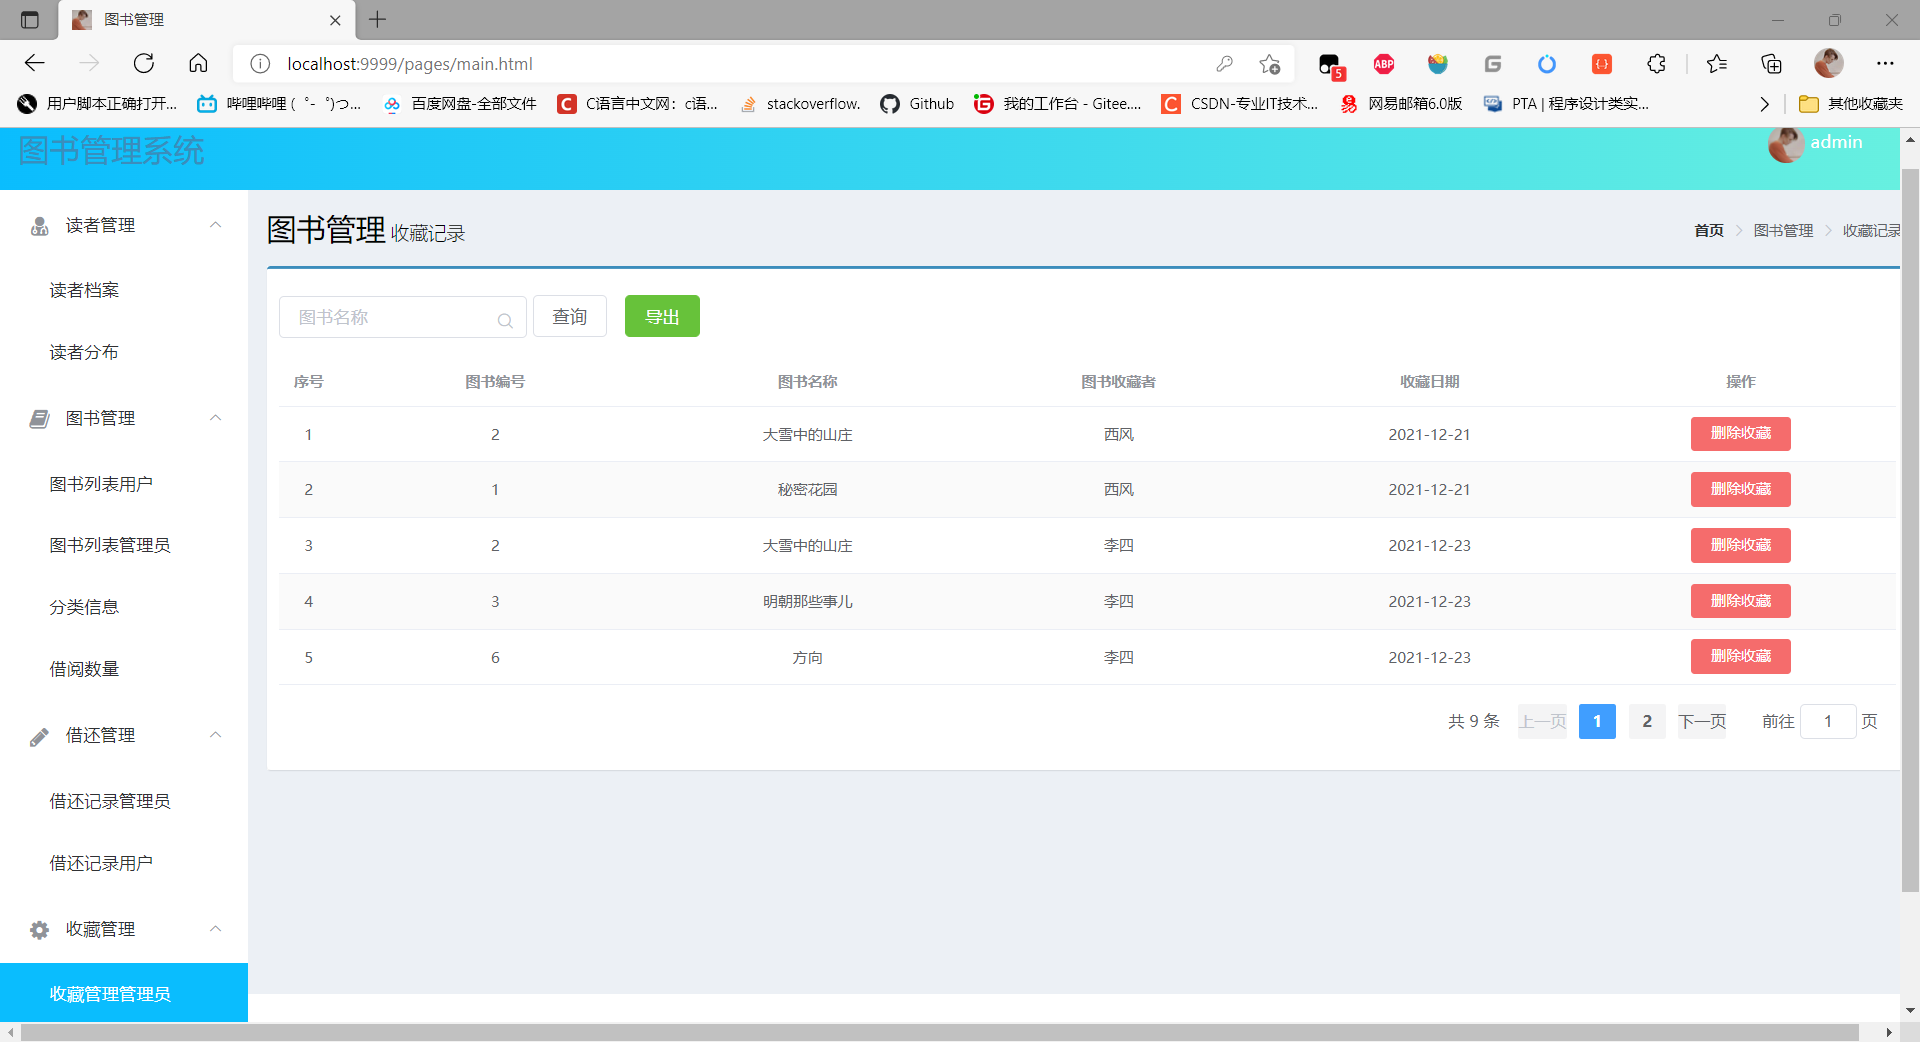 图书管理
localhost:9999/pages/main.html
5
ABP
用户脚本正确打开...
哔哩哔哩 (゜-゜)つ...
百度网盘-全部文件
C语言中文网：c语...
stackoverflow.
Github
我的工作台 - Gitee....
CSDN-专业IT技术...
网易邮箱6.0版
PTA | 程序设计类实...
其他收藏夹
图书管理系统
admin
读者管理
读者档案
读者分布
图书管理
图书列表用户
图书列表管理员
分类信息
借阅数量
借还管理
借还记录管理员
借还记录用户
收藏管理
收藏管理管理员
图书管理 收藏记录
首页 图书管理 收藏记录
图书名称 查询 导出
序号 图书编号 图书名称 图书收藏者 收藏日期 操作
1 2 大雪中的山庄 西风 2021-12-21 删除收藏
2 1 秘密花园 西风 2021-12-21 删除收藏
3 2 大雪中的山庄 李四 2021-12-23 删除收藏
4 3 明朝那些事儿 李四 2021-12-23 删除收藏
5 6 方向 李四 2021-12-23 删除收藏
共 9 条 上一页 1 2 下一页 前往 1 页